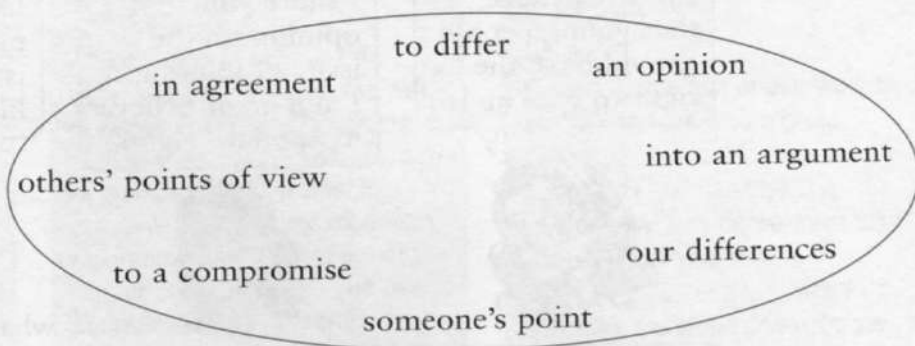 to differ
in agreement
an opinion
others' points of view
into an argument
to a compromise
our differences
someone's point